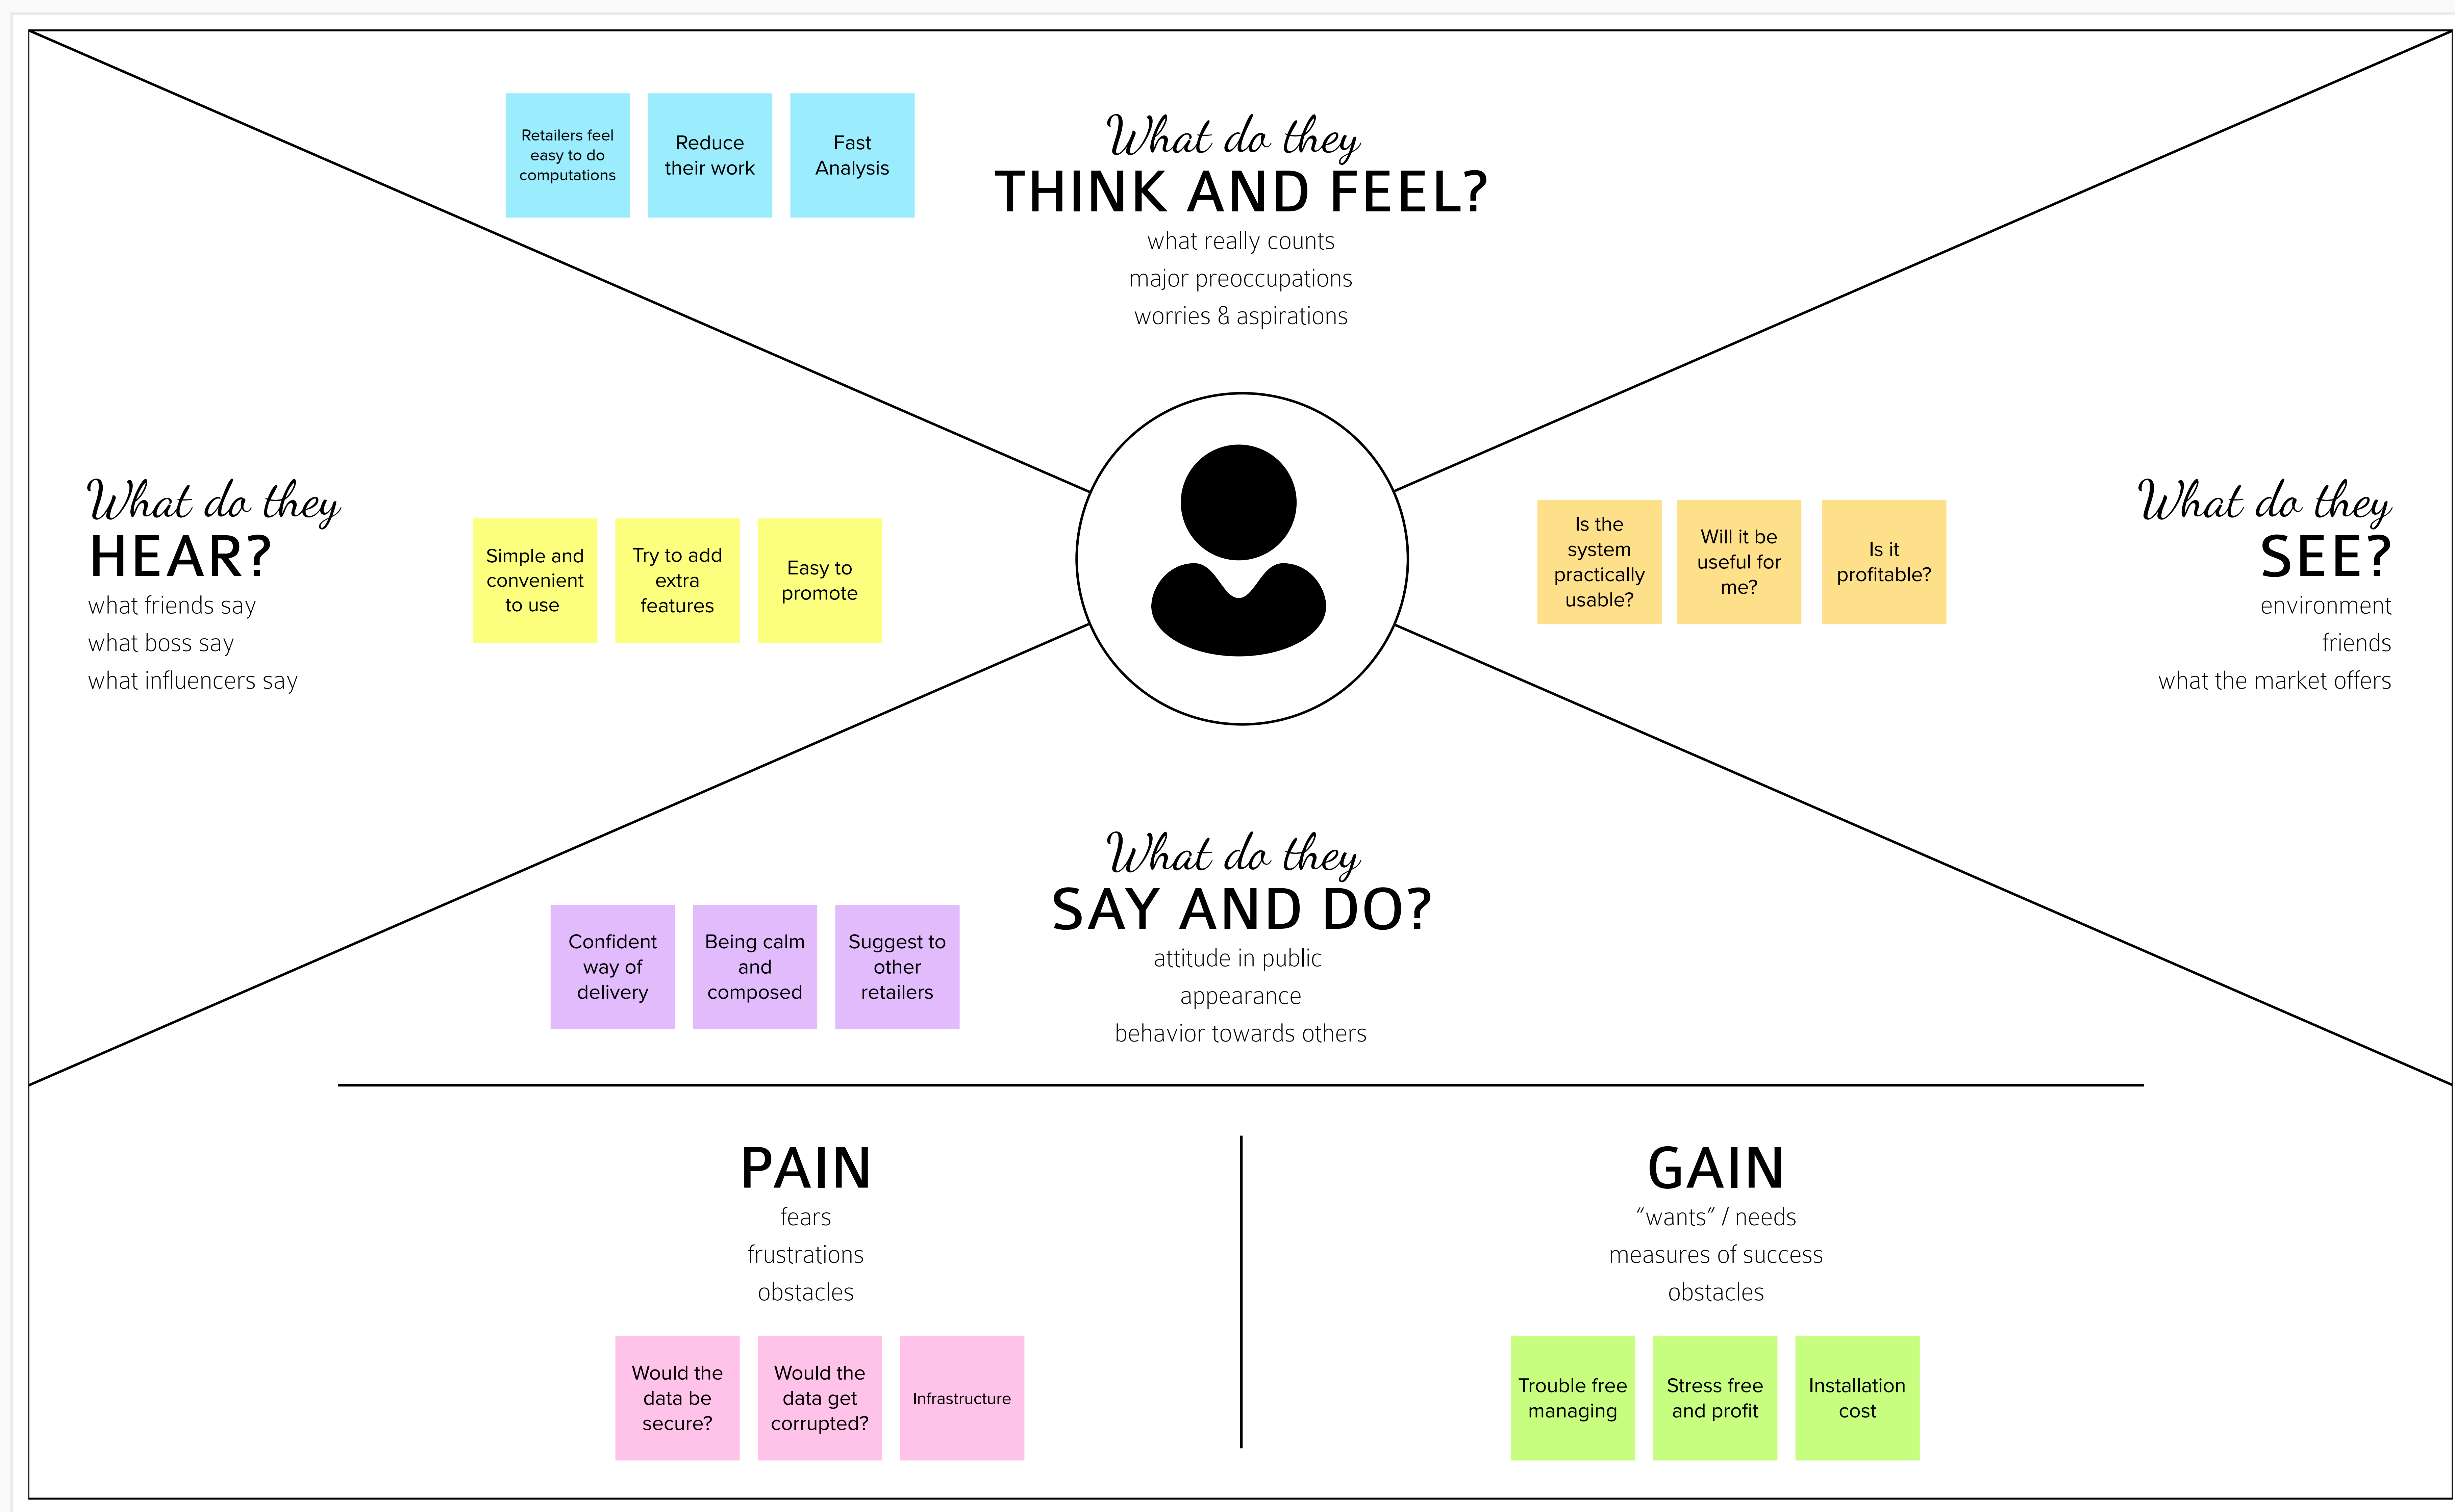 Retailers feel
easy to do
computations
Reduce
their work
Fast
Analysis
What do they
THINK AND FEEL?
what really counts
major preoccupations
worries & aspirations
What do they
HEAR?
what friends say
what boss say
what influencers say
Simple and
convenient
to use
Try to add
extra
features
Easy to
promote
Is the
system
practically
usable?
Will it be
useful for
me?
Is it
profitable?
What do they
SEE?
environment
friends
what the market offers
Confident
way of
delivery
Being calm
and
composed
Suggest to
other
retailers
What do they
SAY AND DO?
attitude in public
appearance
behavior towards others
PAIN
fears
frustrations
obstacles
Would the
data be
secure?
Would the
data get
corrupted?
Infrastructure
GAIN
“wants” / needs
measures of success
obstacles
Trouble free
managing
Stress free
and profit
Installation
cost